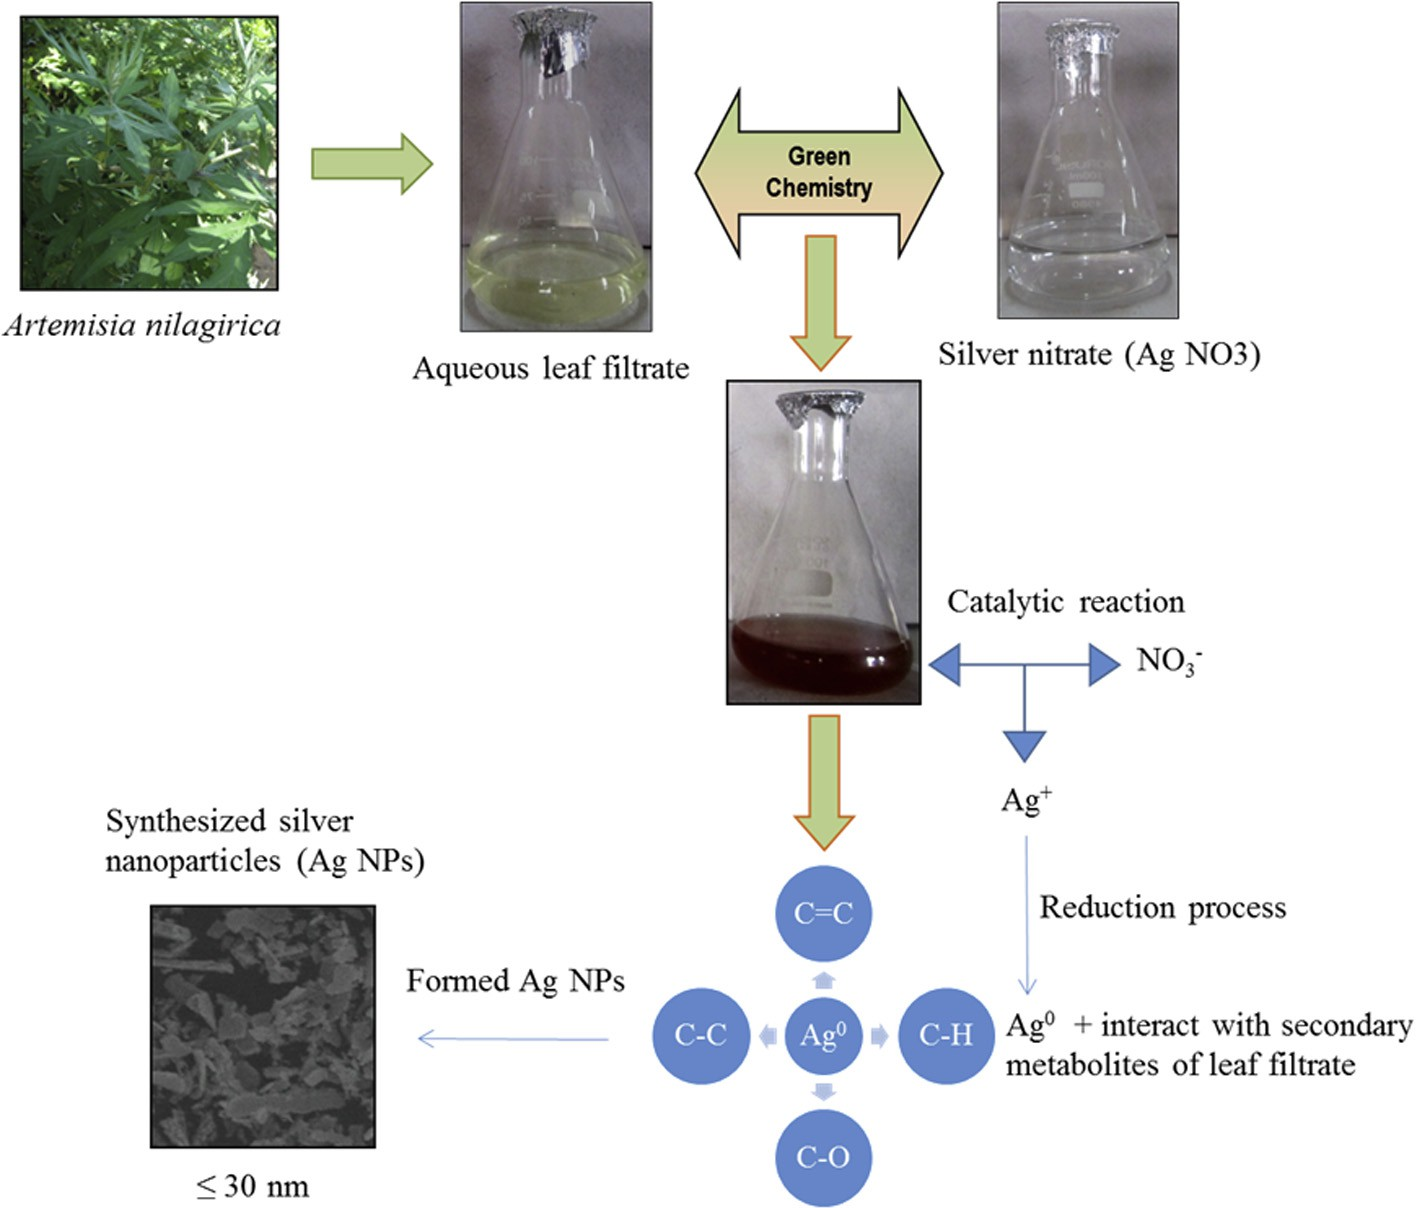 Green
Chemistry
Artemisia nilagirica
Aqueous leaf filtrate
Silver nitrate (Ag NO3)
Catalytic reaction
NO₃⁻
Ag⁺
Synthesized silver
nanoparticles (Ag NPs)
Reduction process
C=C
Formed Ag NPs
C-C
Ag⁰
C-H
Ag⁰ + interact with secondary
metabolites of leaf filtrate
C-O
≤ 30 nm